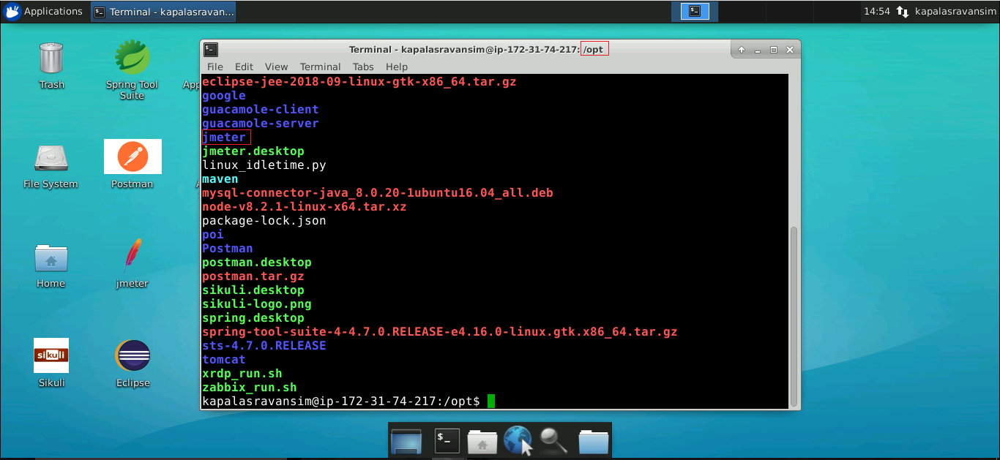 Applications
Terminal - kapalasravan...
14:54
kapalasravansim
Trash
Spring Tool
Suite
App
File System
Postman
A
Home
jmeter
sikuli
Sikuli
Eclipse
Terminal - kapalasravansim@ip-172-31-74-217: /opt
File Edit View Terminal Tabs Help
eclipse-jee-2018-09-linux-gtk-x86_64.tar.gz
google
guacamole-client
guacamole-server
jmeter
jmeter.desktop
linux_idletime.py
maven
mysql-connector-java_8.0.20-1ubuntu16.04_all.deb
node-v8.2.1-linux-x64.tar.xz
package-lock.json
poi
Postman
postman.desktop
postman.tar.gz
sikuli.desktop
sikuli-logo.png
spring.desktop
spring-tool-suite-4-4.7.0.RELEASE-e4.16.0-linux.gtk.x86_64.tar.gz
sts-4.7.0.RELEASE
tomcat
xrdp_run.sh
zabbix_run.sh
kapalasravansim@ip-172-31-74-217:/opt$